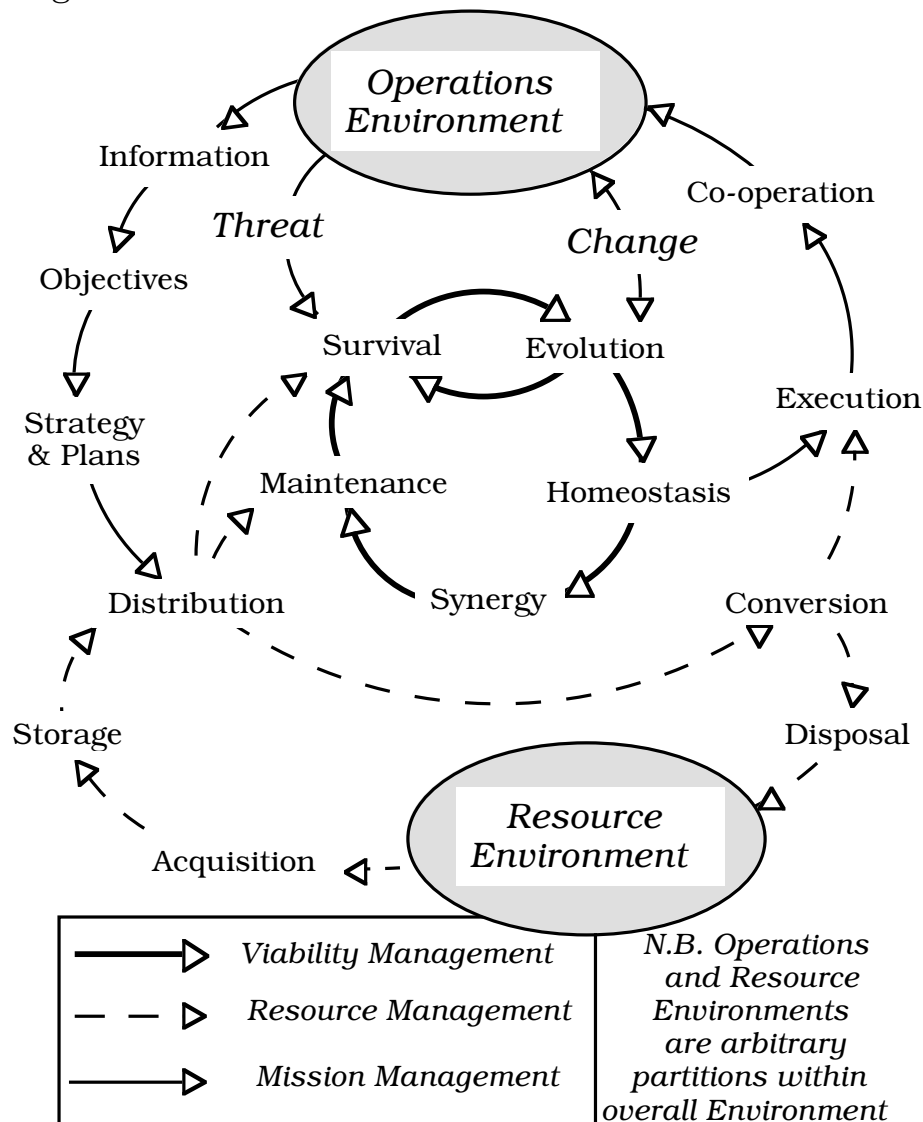 Operations
Environment
Information
Co-operation
Threat
Change
Objectives
Survival
Evolution
Execution
Strategy
& Plans
Maintenance
Homeostasis
Distribution
Synergy
Conversion
Storage
Disposal
Resource
Environment
Acquisition
Viability Management
Resource Management
Mission Management
N.B. Operations
and Resource
Environments
are arbitrary
partitions within
overall Environment